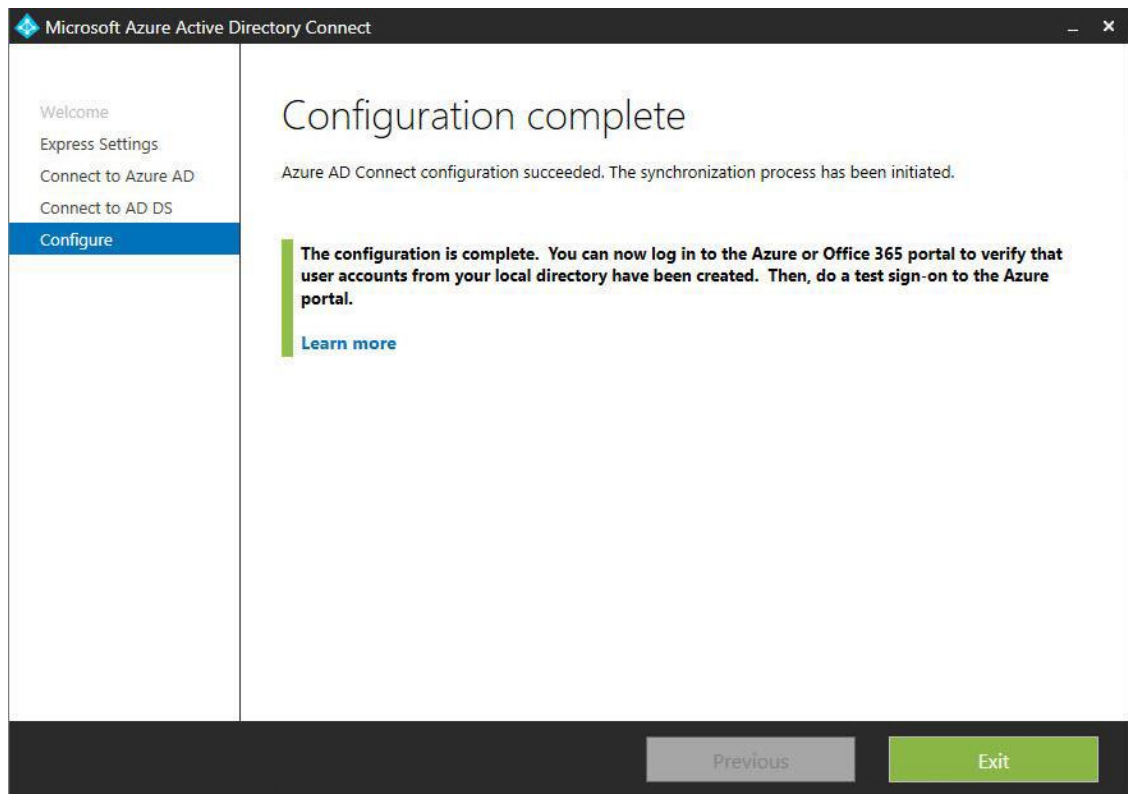 Microsoft Azure Active Directory Connect
Welcome
Express Settings
Connect to Azure AD
Connect to AD DS
Configure
Configuration complete
Azure AD Connect configuration succeeded. The synchronization process has been initiated.
The configuration is complete. You can now log in to the Azure or Office 365 portal to verify that
user accounts from your local directory have been created. Then, do a test sign-on to the Azure
portal.
Learn more
Previous
Exit